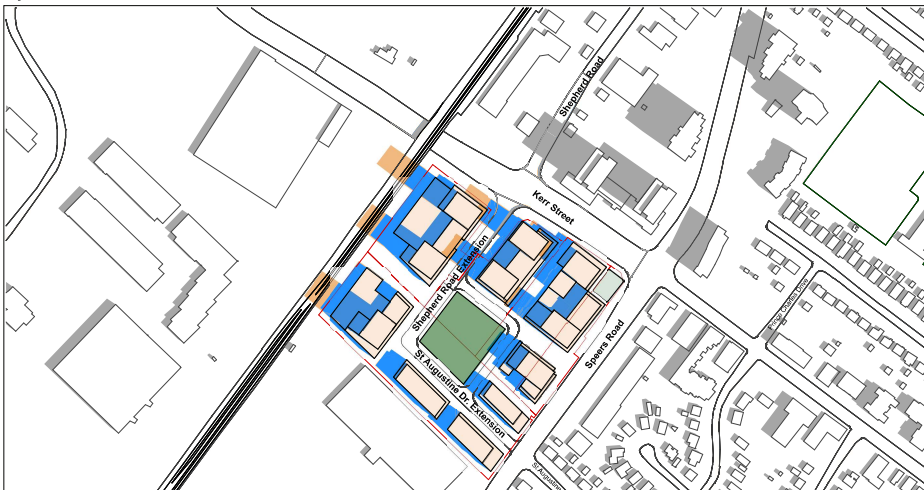 Shepherd Road
Kerr Street
Shepherd Road Extension
Speers Road
St Augustine Dr. Extension